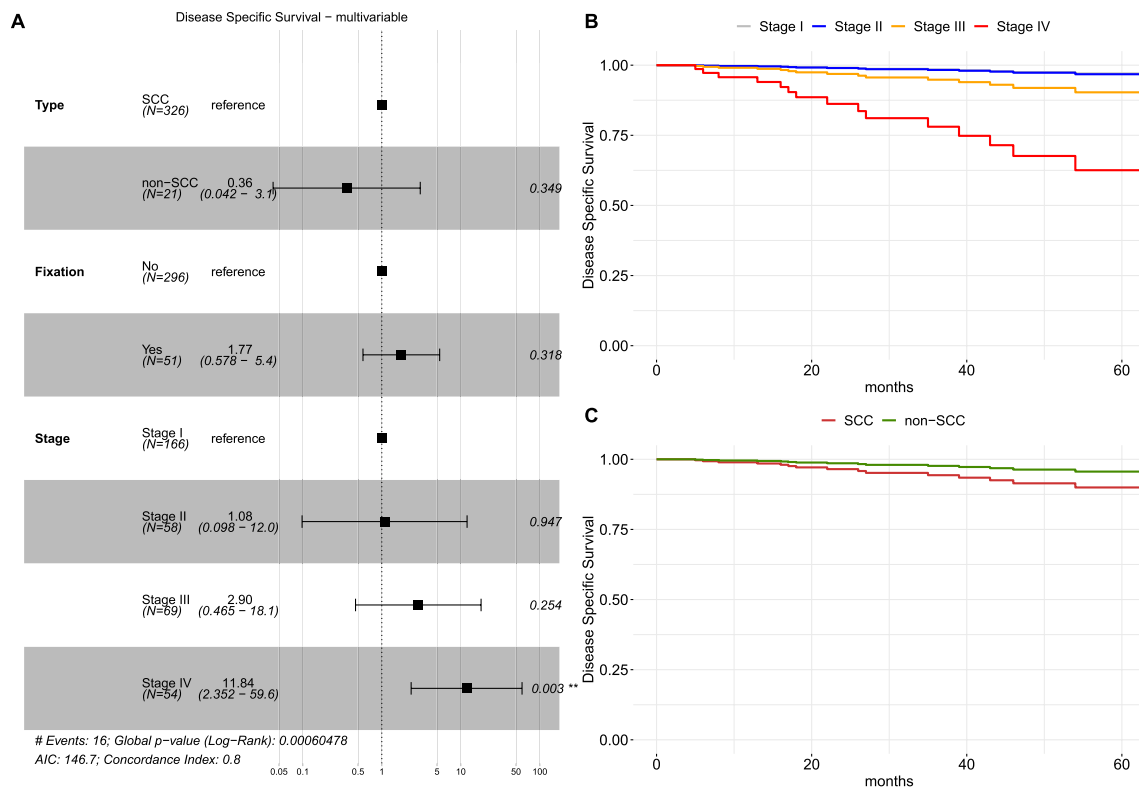 A
Disease Specific Survival − multivariable
Type
SCC
(N=326)
reference
non−SCC
(N=21)
0.36
(0.042 − 3.1)
0.349
Fixation
No
(N=296)
reference
Yes
(N=51)
1.77
(0.578 − 5.4)
0.318
Stage
Stage I
(N=166)
reference
Stage II
(N=58)
1.08
(0.098 − 12.0)
0.947
Stage III
(N=69)
2.90
(0.465 − 18.1)
0.254
Stage IV
(N=54)
11.84
(2.352 − 59.6)
0.003 **
# Events: 16; Global p−value (Log−Rank): 0.00060478
AIC: 146.7; Concordance Index: 0.8
0.05 0.1 0.5 1 5 10 50 100
B
Stage I Stage II Stage III Stage IV
Disease Specific Survival
1.00
0.75
0.50
0.25
0.00
0 20 40 60
months
C
SCC non−SCC
Disease Specific Survival
1.00
0.75
0.50
0.25
0.00
0 20 40 60
months